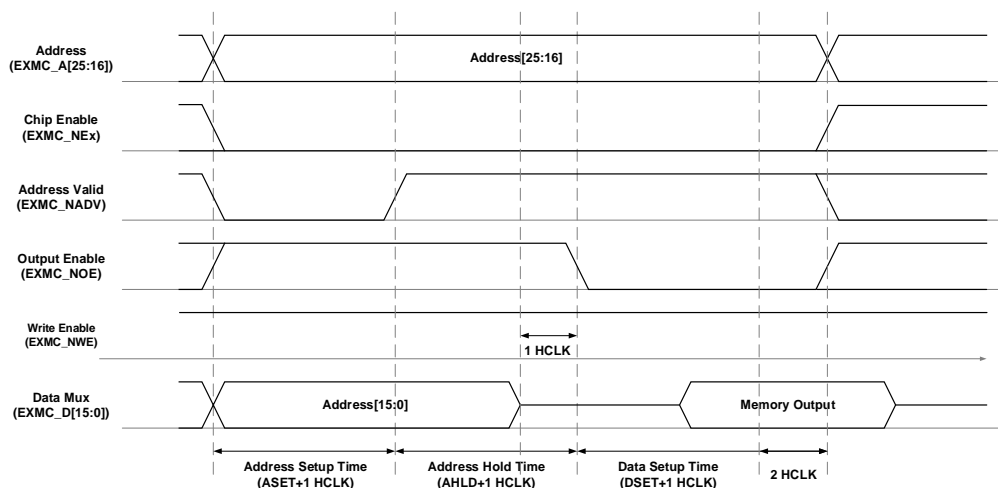 Address
(EXMC_A[25:16])
Address[25:16]
Chip Enable
(EXMC_NEx)
Address Valid
(EXMC_NADV)
Output Enable
(EXMC_NOE)
Write Enable
(EXMC_NWE)
1 HCLK
Data Mux
(EXMC_D[15:0])
Address[15:0]
Memory Output
Address Setup Time
(ASET+1 HCLK)
Address Hold Time
(AHLD+1 HCLK)
Data Setup Time
(DSET+1 HCLK)
2 HCLK